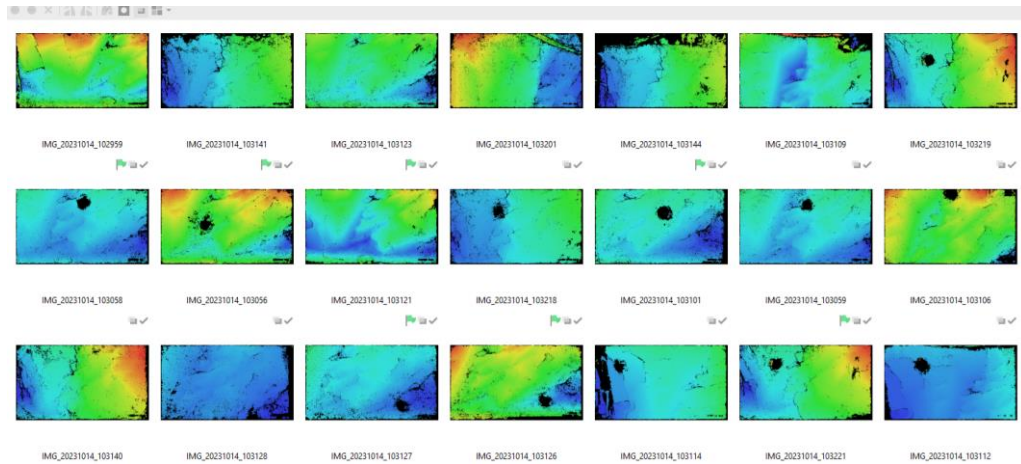 IMG_20231014_102959
IMG_20231014_103141
IMG_20231014_103123
IMG_20231014_103201
IMG_20231014_103144
IMG_20231014_103109
IMG_20231014_103219
IMG_20231014_103058
IMG_20231014_103056
IMG_20231014_103121
IMG_20231014_103218
IMG_20231014_103101
IMG_20231014_103059
IMG_20231014_103106
IMG_20231014_103140
IMG_20231014_103128
IMG_20231014_103127
IMG_20231014_103126
IMG_20231014_103114
IMG_20231014_103221
IMG_20231014_103112